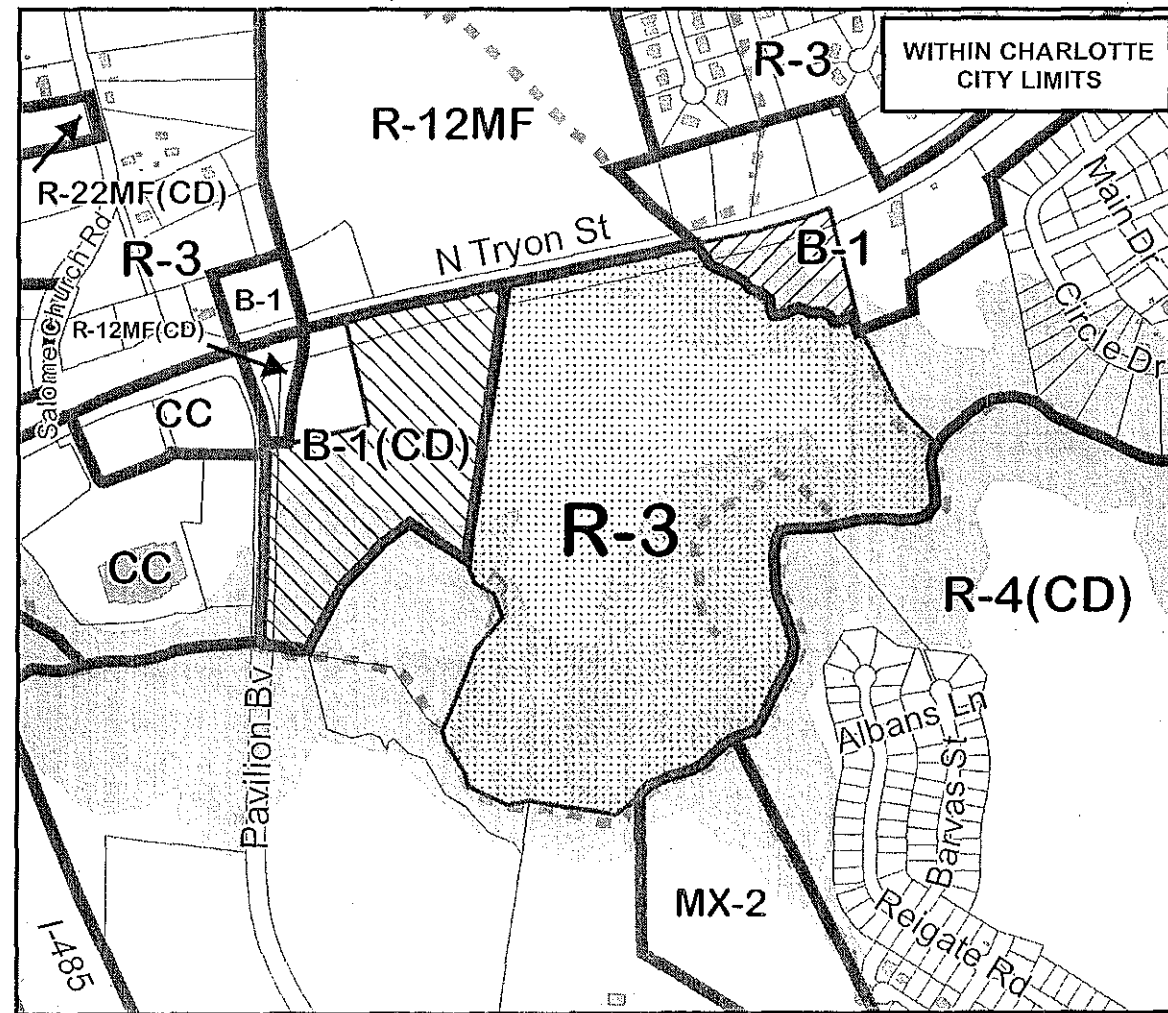 WITHIN CHARLOTTE
CITY LIMITS
R-3
R-12MF
R-22MF(CD)
Salome Church Rd
R-3
B-1
R-12MF(CD)
N Tryon St
B-1
Main Dr
Circle Dr
CC
B-1(CD)
CC
R-3
R-4(CD)
Pavilion Bv
Albans Ln
Barvas St
Reigate Rd
MX-2
I-485